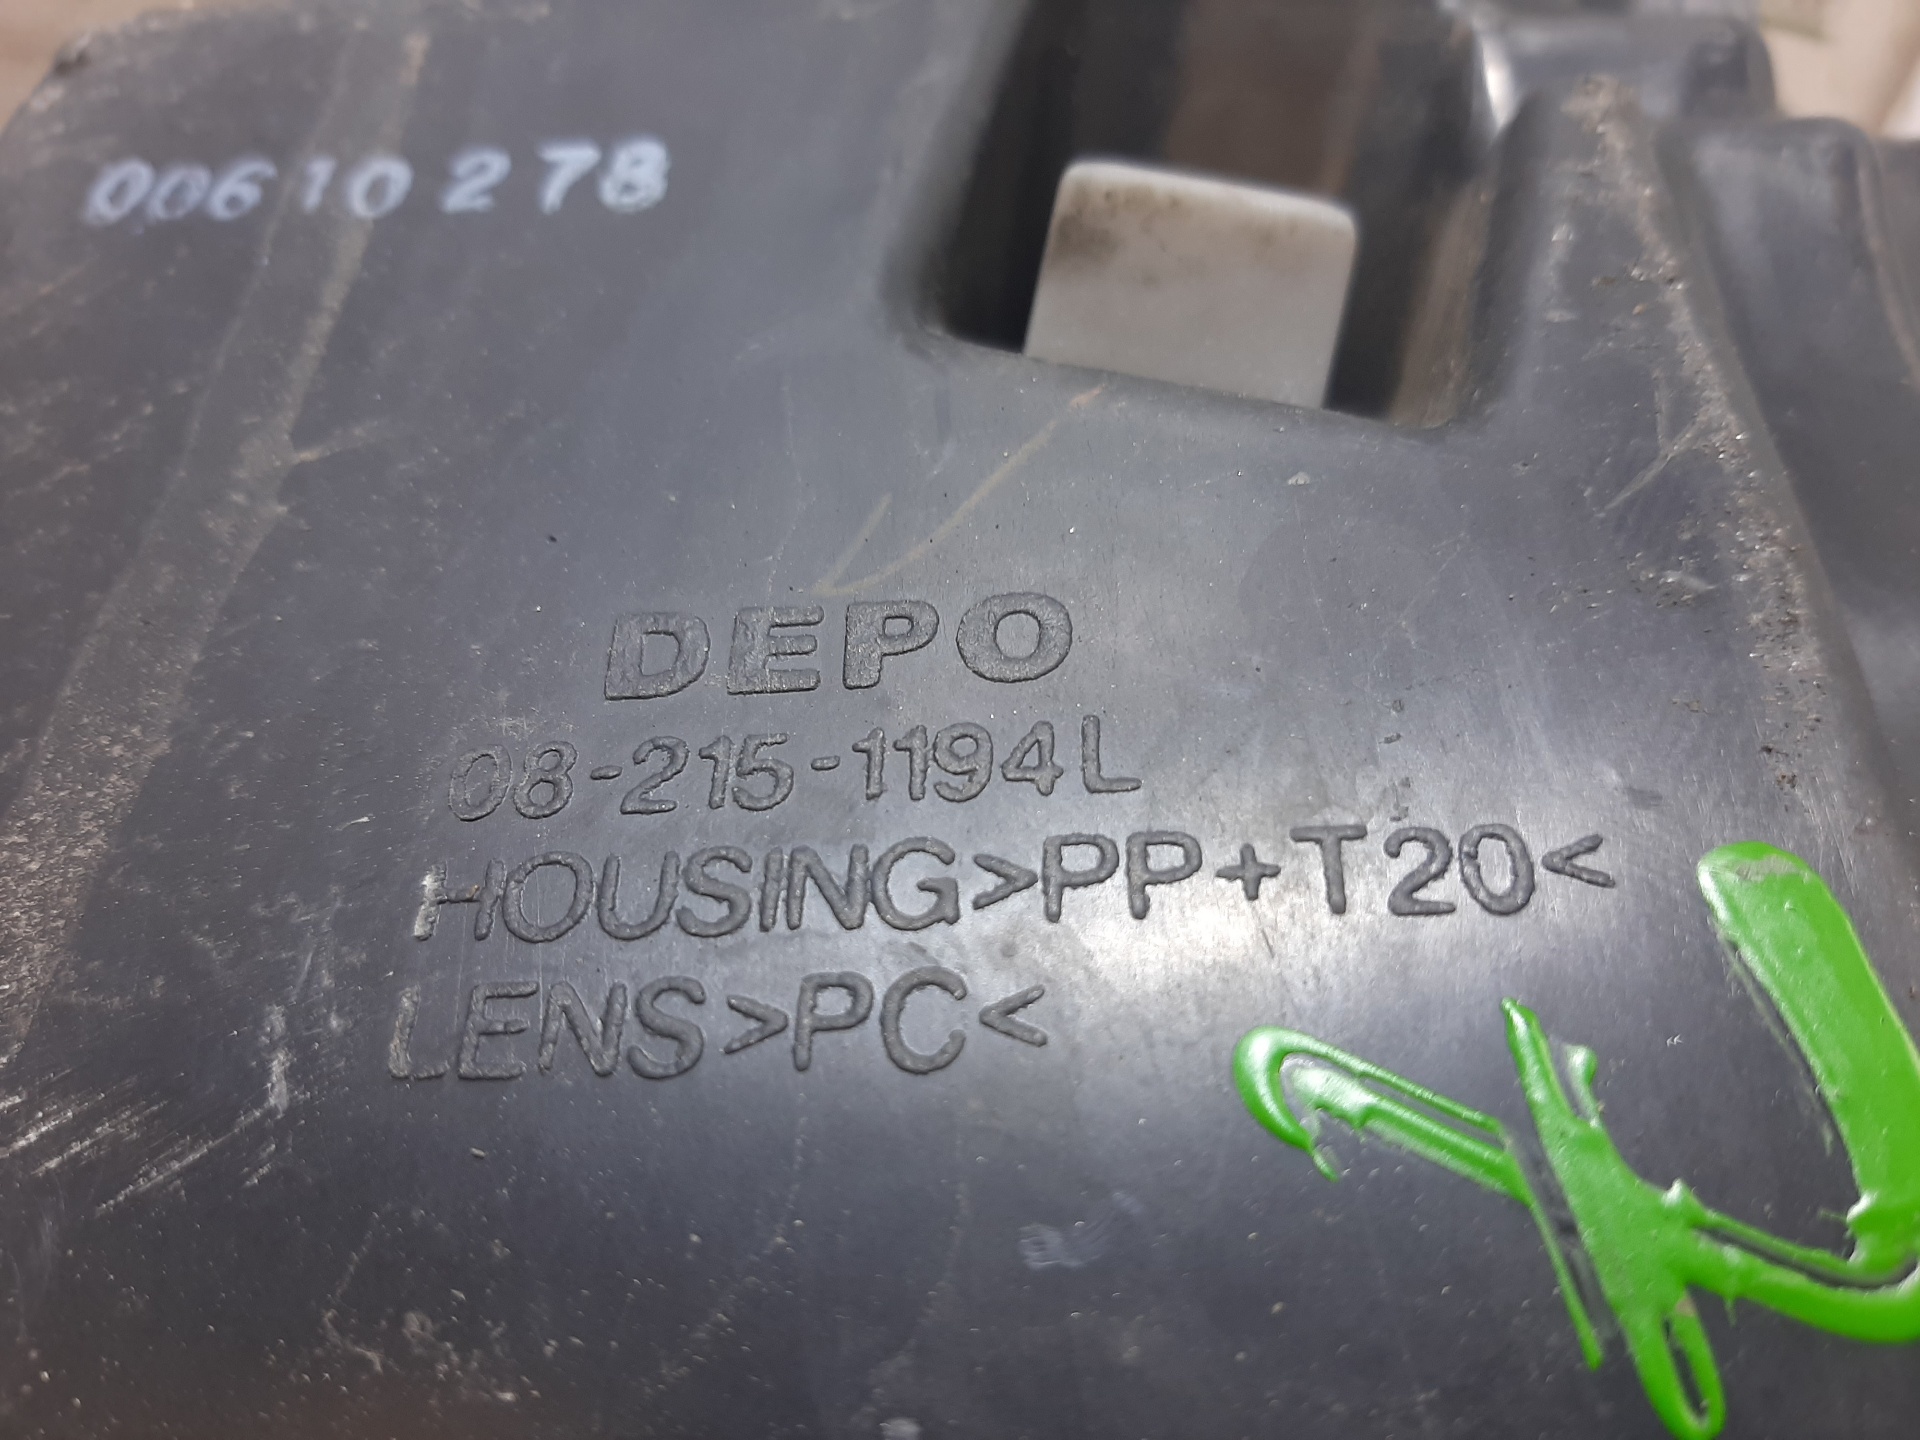 00610278
DEPO
08-215-1194L
HOUSING>PP+T20<
LENS>PC<